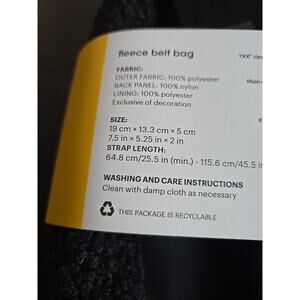 fleece belt bag
YKK® zip
FABRIC:
OUTER FABRIC: 100% polyester
Main
BACK PANEL: 100% nylon
LINING: 100% polyester
Exclusive of decoration
SIZE:
19 cm × 13.3 cm × 5 cm
7.5 in × 5.25 in × 2 in
STRAP LENGTH:
64.8 cm/25.5 in (min.) - 115.6 cm/45.5 in
WASHING AND CARE INSTRUCTIONS
Clean with damp cloth as necessary
THIS PACKAGE IS RECYCLABLE